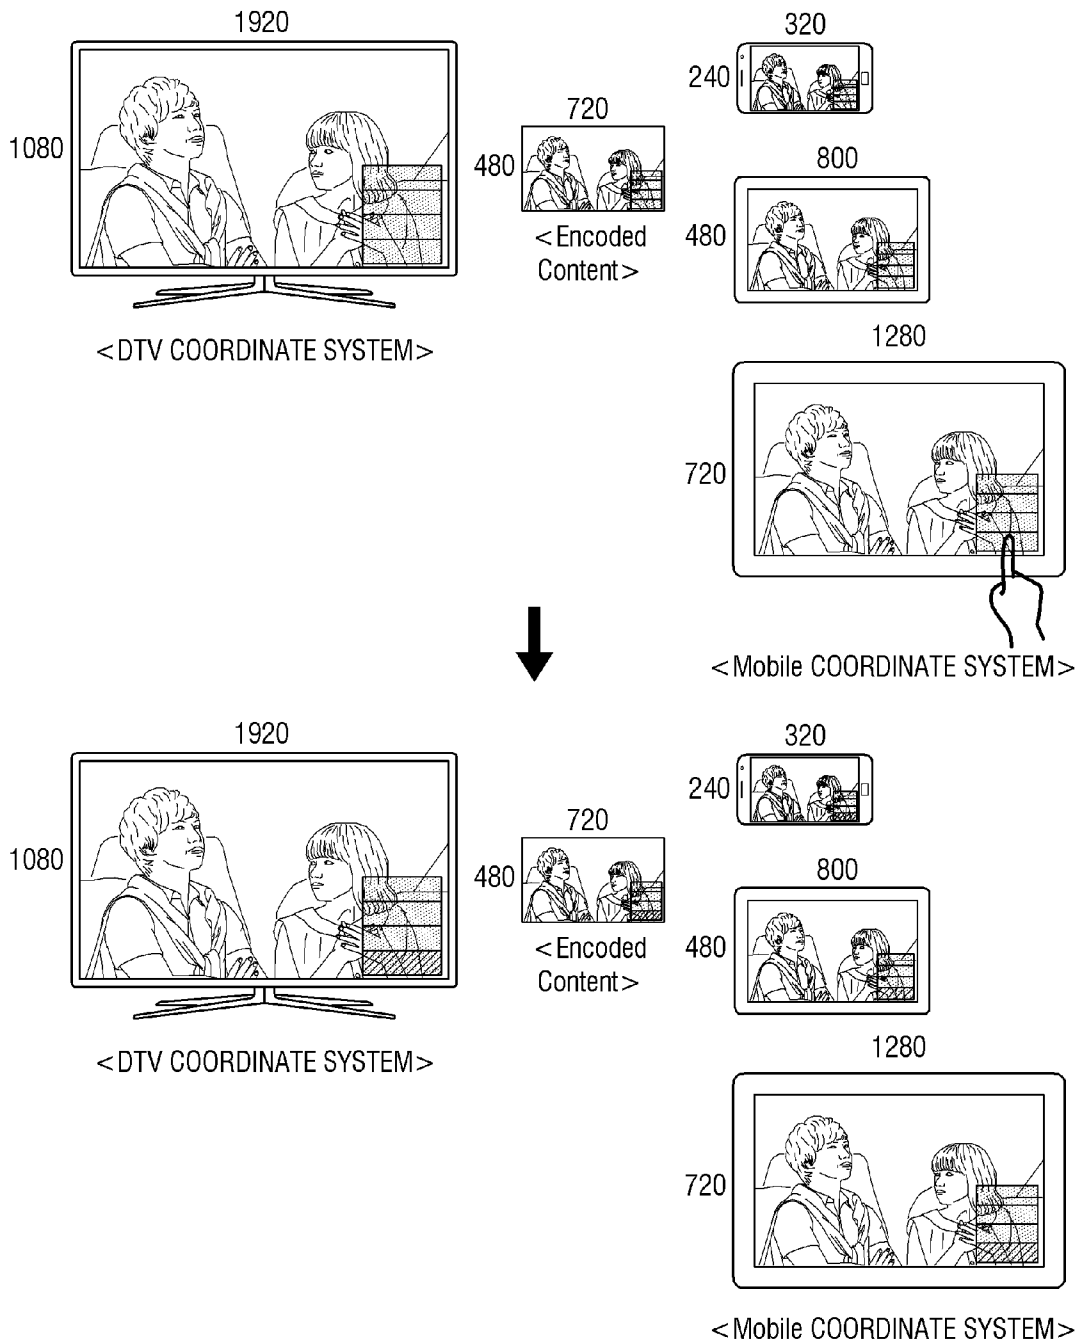 1920
320
240
1080
720
480
<Encoded
Content>
800
480
<DTV COORDINATE SYSTEM>
1280
720
<Mobile COORDINATE SYSTEM>
1920
320
240
1080
720
480
<Encoded
Content>
800
480
<DTV COORDINATE SYSTEM>
1280
720
<Mobile COORDINATE SYSTEM>